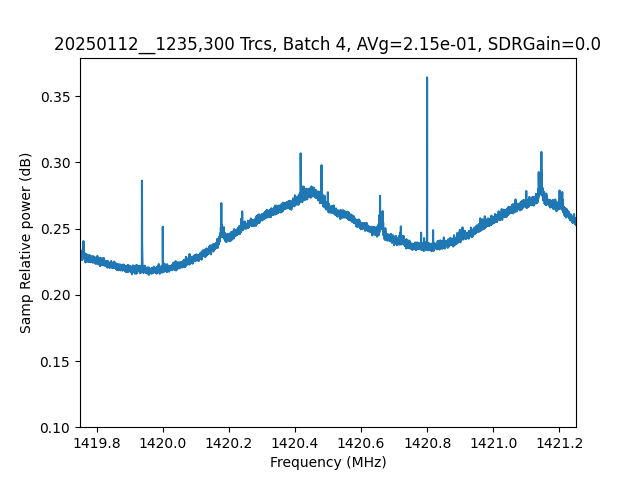 20250112__1235,300 Trcs, Batch 4, AVg=2.15e-01, SDRGain=0.0
Samp Relative power (dB)
0.35
0.30
0.25
0.20
0.15
0.10
1419.8 1420.0 1420.2 1420.4 1420.6 1420.8 1421.0 1421.2
Frequency (MHz)